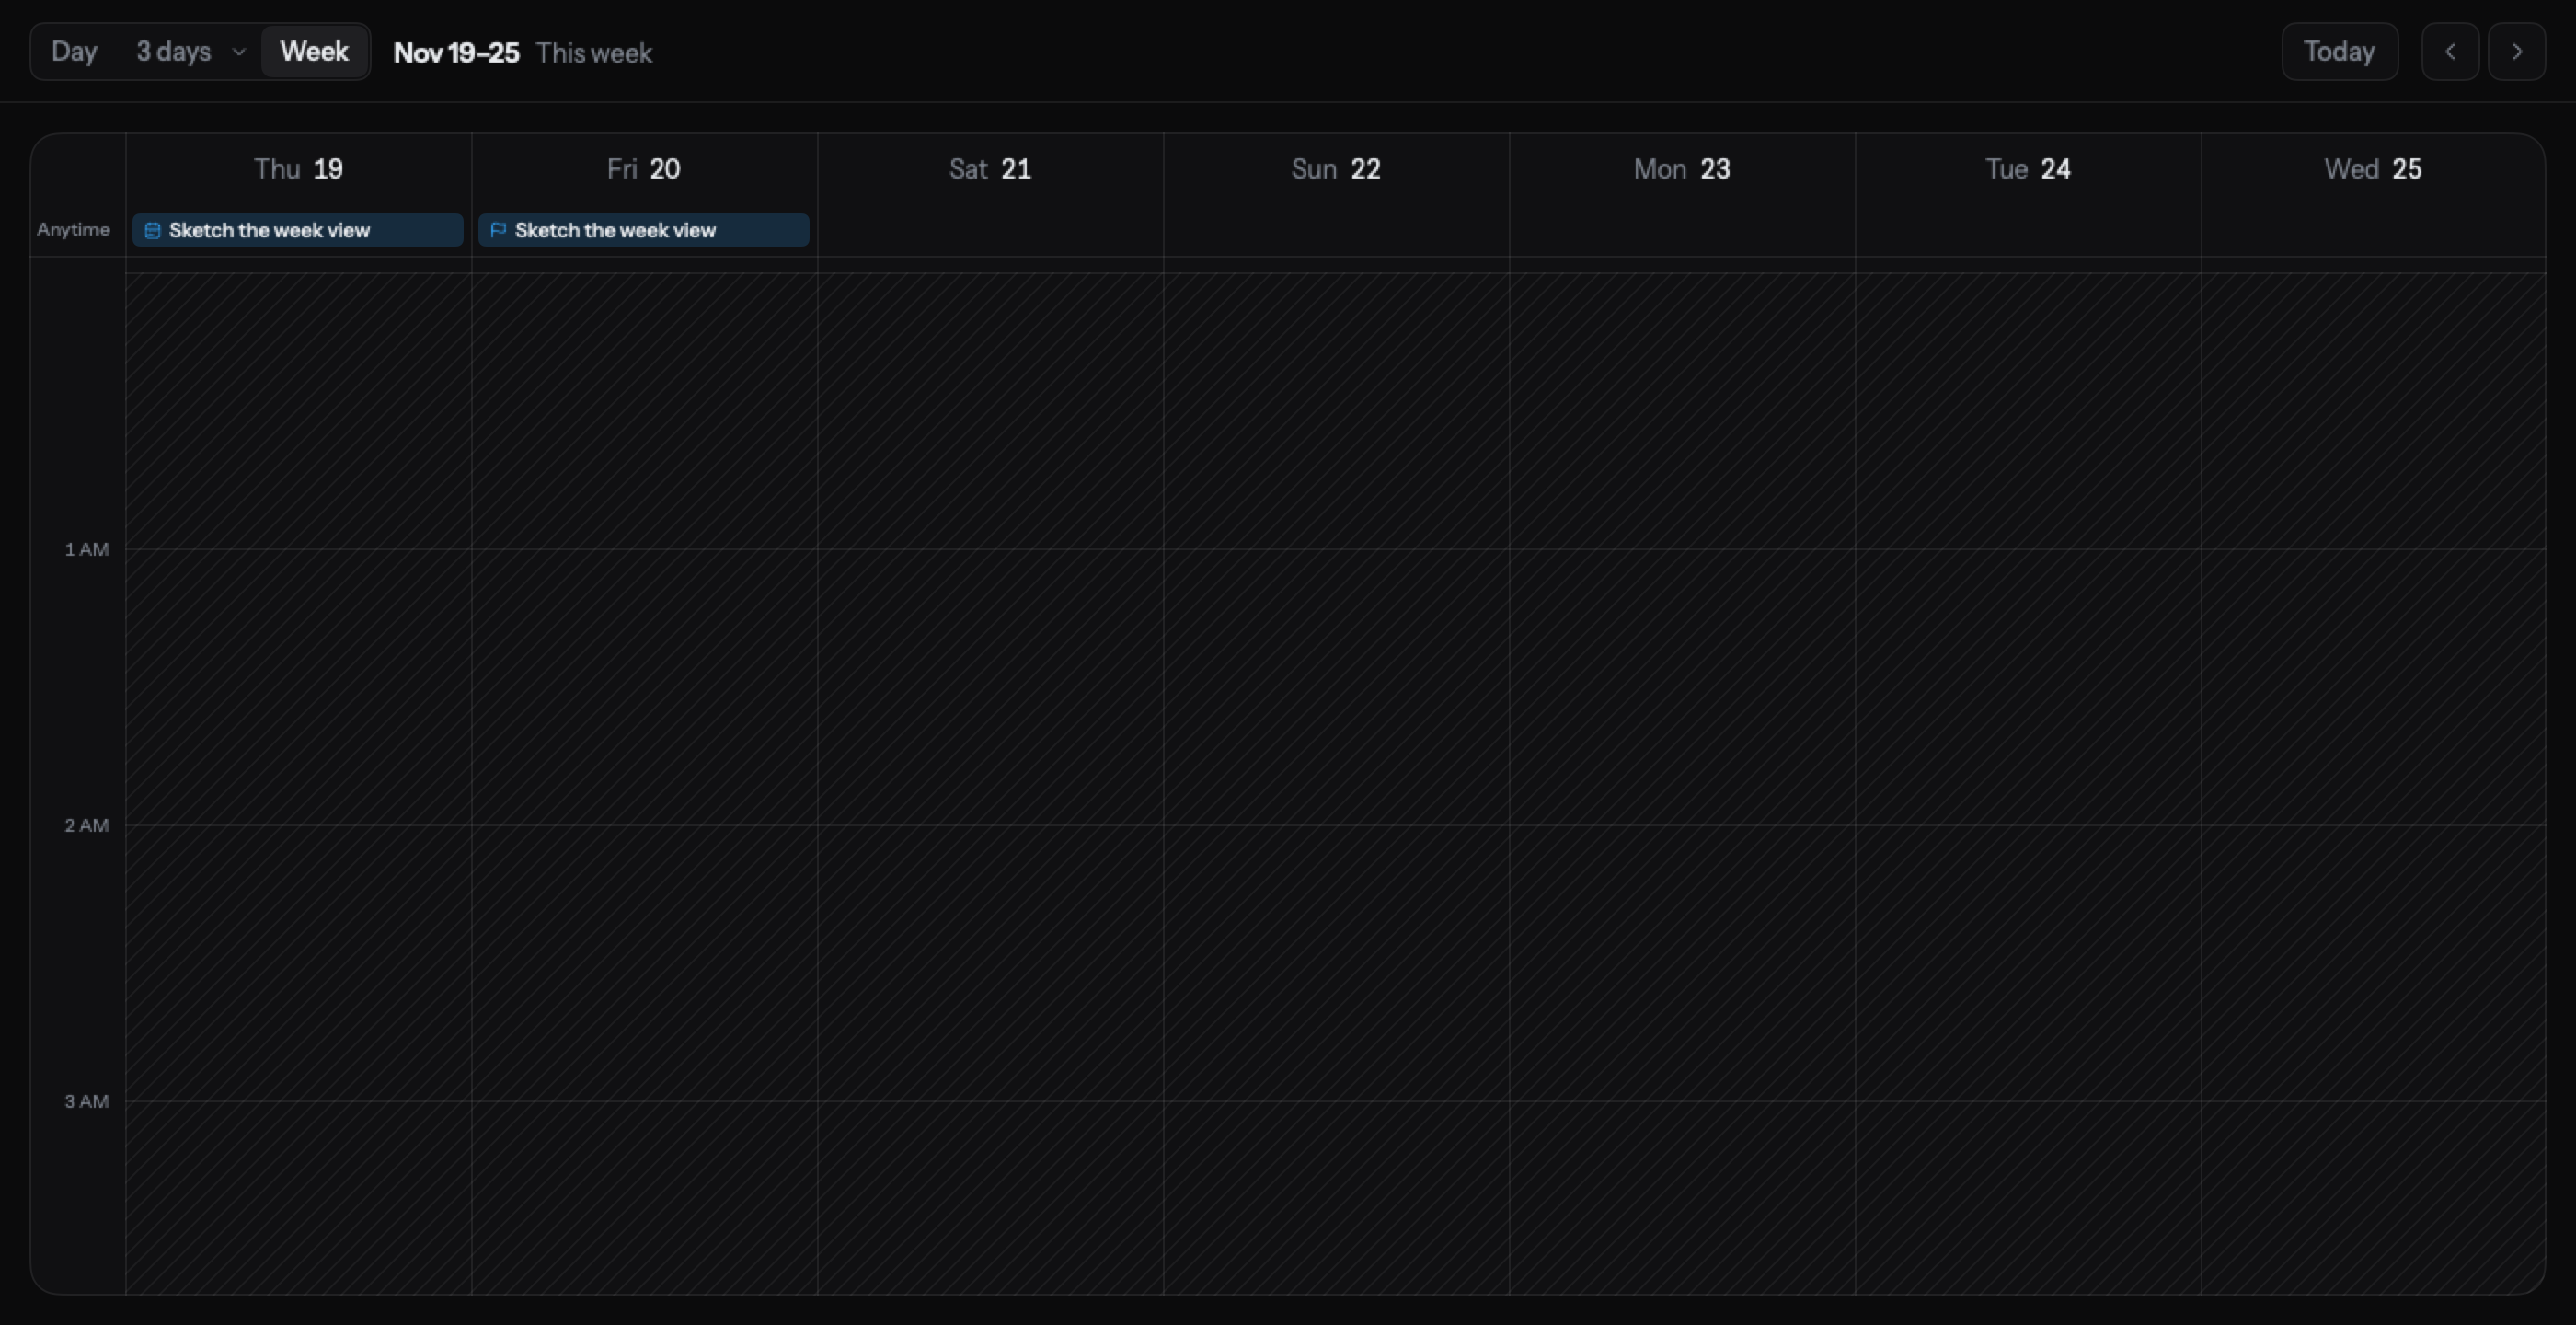 Day 3 days Week Nov 19–25 This week Today
Thu 19 Fri 20 Sat 21 Sun 22 Mon 23 Tue 24 Wed 25
Anytime Sketch the week view Sketch the week view
1 AM
2 AM
3 AM